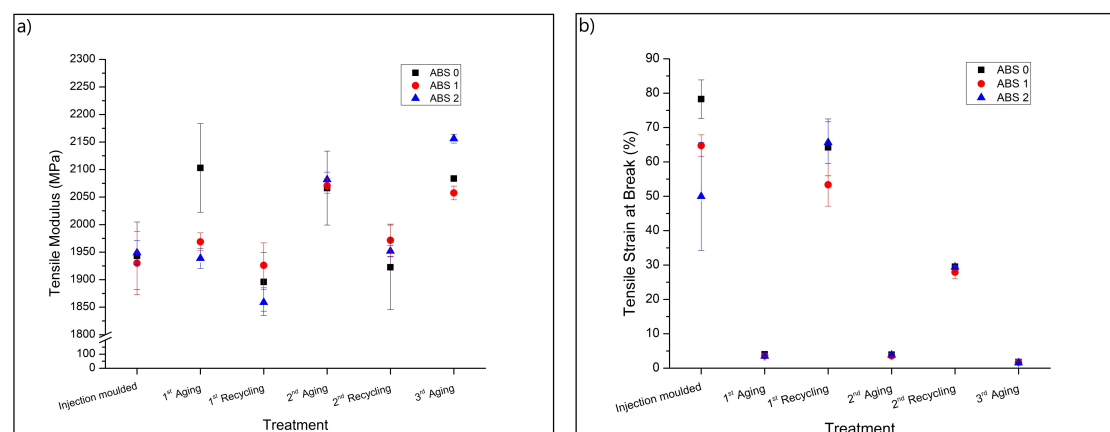 a)
Tensile Modulus (MPa)
2300
2250
2200
2150
2100
2050
2000
1950
1900
1850
1800
100
0
ABS 0
ABS 1
ABS 2
Injection moulded
1st Aging
1st Recycling
2nd Aging
2nd Recycling
3rd Aging
Treatment
b)
Tensile Strain at Break (%)
90
80
70
60
50
40
30
20
10
0
ABS 0
ABS 1
ABS 2
Injection moulded
1st Aging
1st Recycling
2nd Aging
2nd Recycling
3rd Aging
Treatment